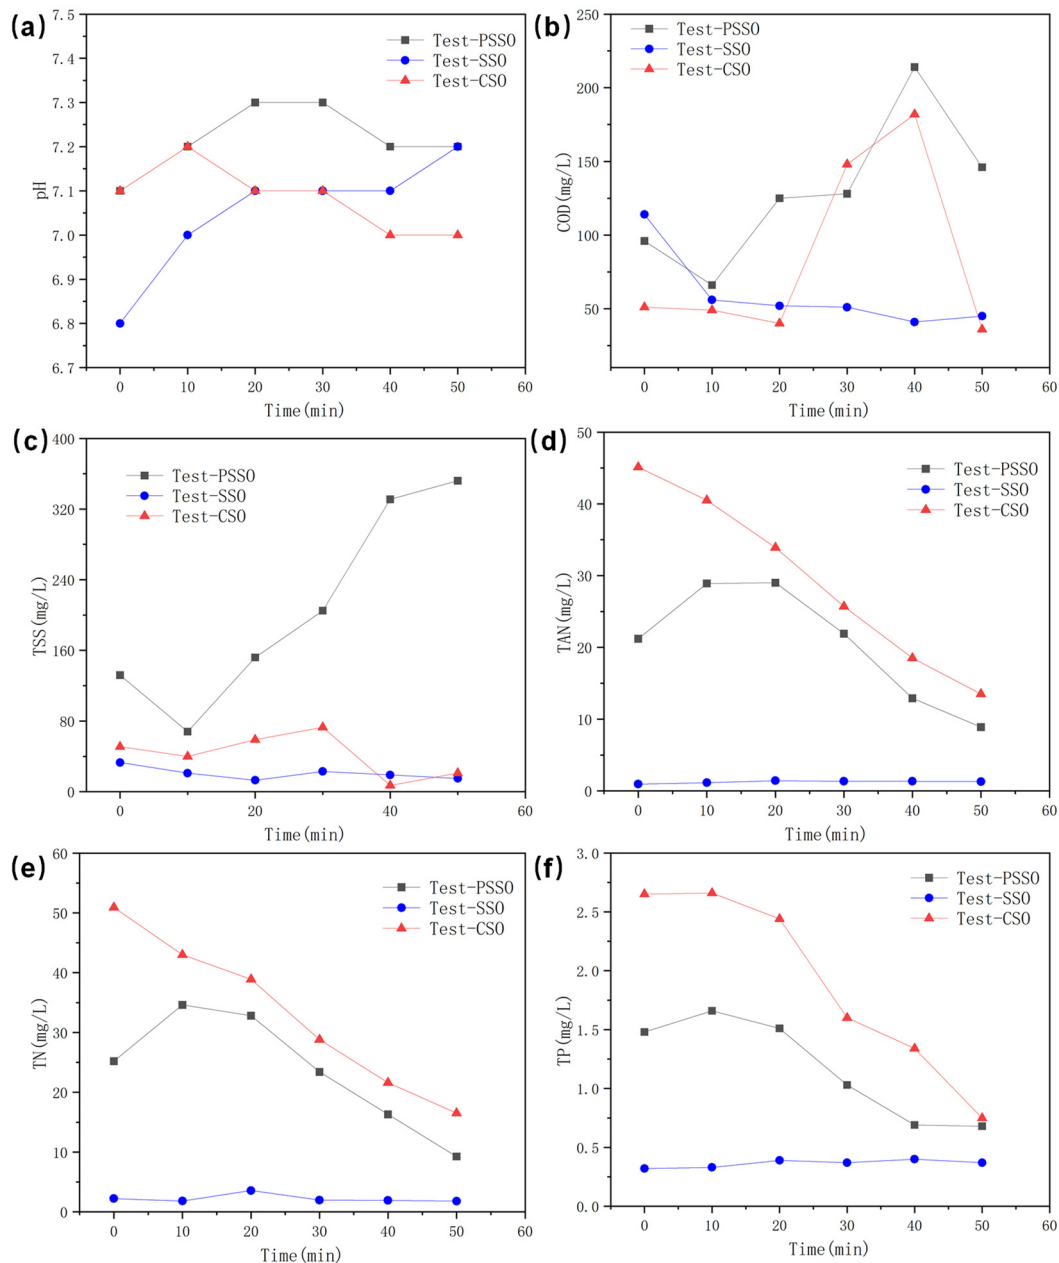 (a)
7.5
7.4
7.3
7.2
7.1
7.0
6.9
6.8
6.7
pH
Test-PSSO
Test-SSO
Test-CSO
0 10 20 30 40 50 60
Time(min)
(b)
250
200
150
100
50
COD(mg/L)
Test-PSSO
Test-SSO
Test-CSO
0 10 20 30 40 50 60
Time(min)
(c)
400
320
240
160
80
0
TSS(mg/L)
Test-PSSO
Test-SSO
Test-CSO
0 10 20 30 40 50 60
Time(min)
(d)
50
40
30
20
10
0
TAN(mg/L)
Test-PSSO
Test-SSO
Test-CSO
0 10 20 30 40 50 60
Time(min)
(e)
60
50
40
30
20
10
0
TN(mg/L)
Test-PSSO
Test-SSO
Test-CSO
0 10 20 30 40 50 60
Time(min)
(f)
3.0
2.5
2.0
1.5
1.0
0.5
0.0
TP(mg/L)
Test-PSSO
Test-SSO
Test-CSO
0 10 20 30 40 50 60
Time(min)